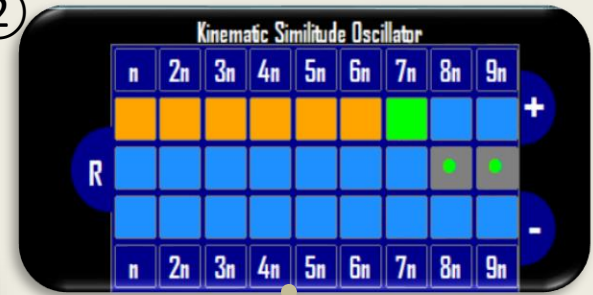 2
Kinematic Similitude Oscillator
n 2n 3n 4n 5n 6n 7n 8n 9n
+
R
-
n 2n 3n 4n 5n 6n 7n 8n 9n